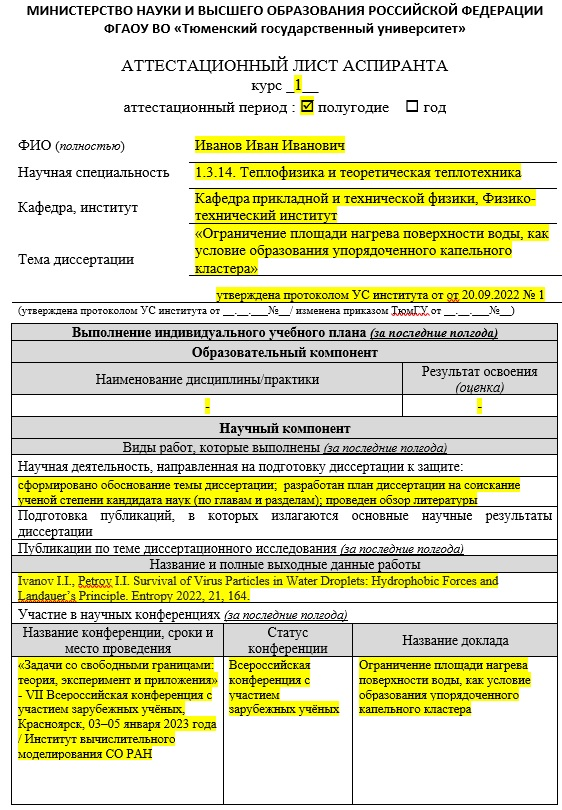 МИНИСТЕРСТВО НАУКИ И ВЫСШЕГО ОБРАЗОВАНИЯ РОССИЙСКОЙ ФЕДЕРАЦИИ
ФГАОУ ВО «Тюменский государственный университет»
АТТЕСТАЦИОННЫЙ ЛИСТ АСПИРАНТА
курс _1__
аттестационный период : ☑ полугодие ☐ год
ФИО (полностью) Иванов Иван Иванович
Научная специальность 1.3.14. Теплофизика и теоретическая теплотехника
Кафедра, институт Кафедра прикладной и технической физики, Физико-
технический институт
Тема диссертации «Ограничение площади нагрева поверхности воды, как
условие образования упорядоченного капельного
кластера»
утверждена протоколом УС института от от 20.09.2022 № 1
(утверждена протоколом УС института от __.__.___№__/ изменена приказом ТюмГУ от __.__.___№__)
Выполнение индивидуального учебного плана (за последние полгода)
Образовательный компонент
Наименование дисциплины/практики
Результат освоения
(оценка)
- -
Научный компонент
Виды работ, которые выполнены (за последние полгода)
Научная деятельность, направленная на подготовку диссертации к защите:
сформировано обоснование темы диссертации; разработан план диссертации на соискание
ученой степени кандидата наук (по главам и разделам); проведен обзор литературы
Подготовка публикаций, в которых излагаются основные научные результаты
диссертации
Публикации по теме диссертационного исследования (за последние полгода)
Название и полные выходные данные работы
Ivanov I.I., Petrov I.I. Survival of Virus Particles in Water Droplets: Hydrophobic Forces and
Landauer's Principle. Entropy 2022, 21, 164.
Участие в научных конференциях (за последние полгода)
Название конференции, сроки и
место проведения
Статус
конференции
Название доклада
«Задачи со свободными границами:
теория, эксперимент и приложения»
- VII Всероссийская конференция с
участием зарубежных учёных,
Красноярск, 03–05 января 2023 года
/ Институт вычислительного
моделирования СО РАН
Всероссийская
конференция с
участием
зарубежных учёных
Ограничение площади нагрева
поверхности воды, как условие
образования упорядоченного
капельного кластера